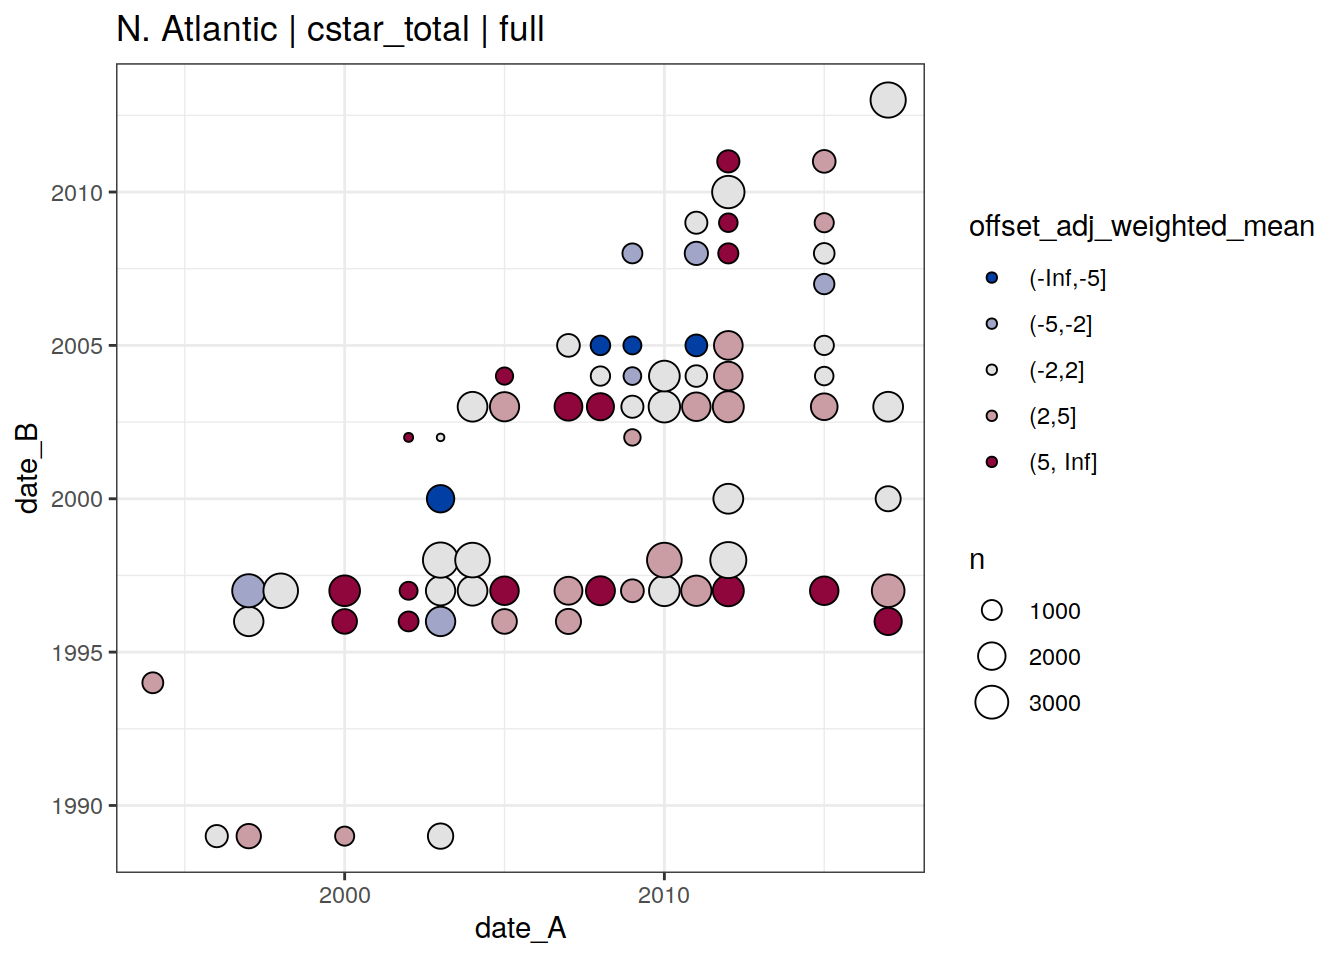 N. Atlantic | cstar_total | full
2010
2005
2000
1995
1990
date_B
2000
2010
date_A
offset_adj_weighted_mean
(-Inf,-5]
(-5,-2]
(-2,2]
(2,5]
(5, Inf]
n
1000
2000
3000